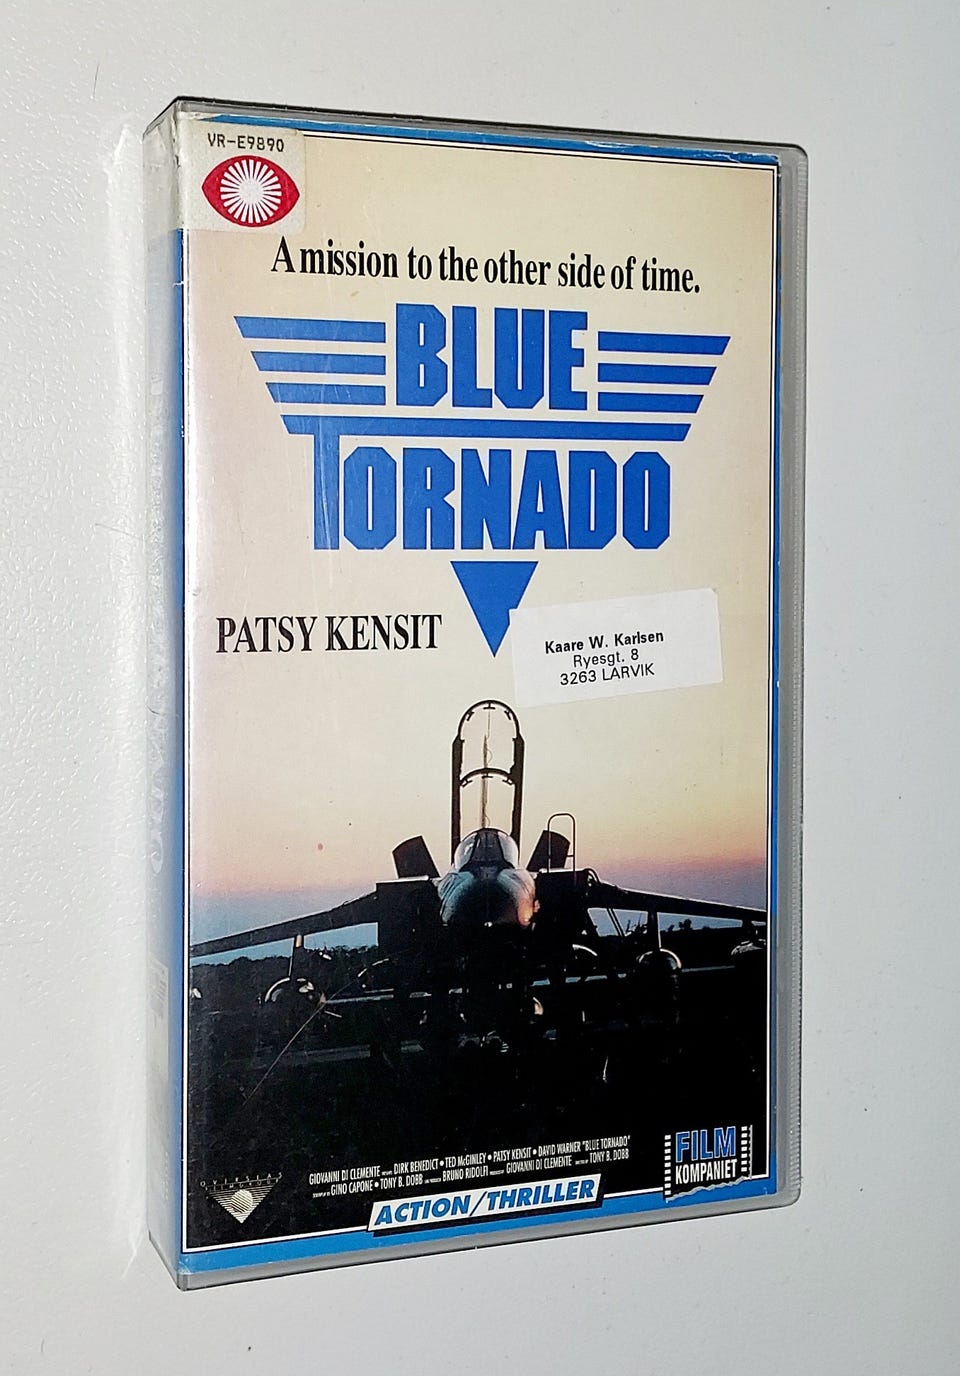 VR-E9890
A mission to the other side of time.
BLUE
TORNADO
PATSY KENSIT
Kaare W. Karlsen
Ryesgt. 8
3263 LARVIK
GIOVANNI DI CLEMENTE DIRK BENEDICT • TED McGINLEY • PATSY KENSIT • DAVID WARNER "BLUE TORNADO"
GINO CAPONE • TONY B. DOBB BRUNO RIDOLFI GIOVANNI DI CLEMENTE TONY B. DOBB
ACTION/THRILLER
FILM
KOMPANIET